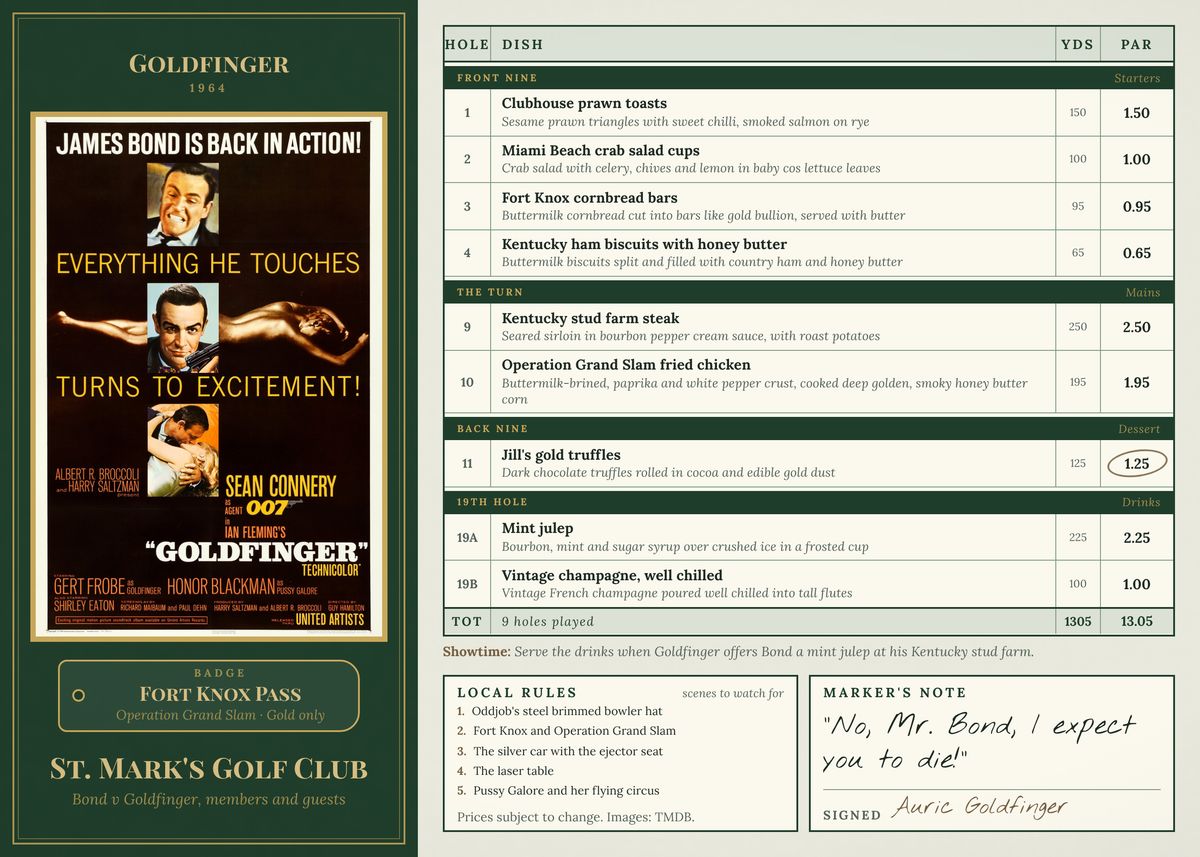 GOLDFINGER
1964
JAMES BOND IS BACK IN ACTION!
EVERYTHING HE TOUCHES
TURNS TO EXCITEMENT!
ALBERT R. BROCCOLI
and HARRY SALTZMAN
present
SEAN CONNERY
as
AGENT 007
in
IAN FLEMING'S
"GOLDFINGER"
TECHNICOLOR®
GERT FROBE as GOLDFINGER HONOR BLACKMAN as PUSSY GALORE
SHIRLEY EATON RICHARD MAIBAUM and PAUL DEHN HARRY SALTZMAN and ALBERT R. BROCCOLI GUY HAMILTON
Exciting original motion picture soundtrack album available on United Artists Records.
RELEASED THRU UNITED ARTISTS
BADGE
FORT KNOX PASS
Operation Grand Slam · Gold only
ST. MARK'S GOLF CLUB
Bond v Goldfinger, members and guests
HOLE DISH YDS PAR
FRONT NINE Starters
1 Clubhouse prawn toasts 150 1.50
Sesame prawn triangles with sweet chilli, smoked salmon on rye
2 Miami Beach crab salad cups 100 1.00
Crab salad with celery, chives and lemon in baby cos lettuce leaves
3 Fort Knox cornbread bars 95 0.95
Buttermilk cornbread cut into bars like gold bullion, served with butter
4 Kentucky ham biscuits with honey butter 65 0.65
Buttermilk biscuits split and filled with country ham and honey butter
THE TURN Mains
9 Kentucky stud farm steak 250 2.50
Seared sirloin in bourbon pepper cream sauce, with roast potatoes
10 Operation Grand Slam fried chicken 195 1.95
Buttermilk-brined, paprika and white pepper crust, cooked deep golden, smoky honey butter
corn
BACK NINE Dessert
11 Jill's gold truffles 125 1.25
Dark chocolate truffles rolled in cocoa and edible gold dust
19TH HOLE Drinks
19A Mint julep 225 2.25
Bourbon, mint and sugar syrup over crushed ice in a frosted cup
19B Vintage champagne, well chilled 100 1.00
Vintage French champagne poured well chilled into tall flutes
TOT 9 holes played 1305 13.05
Showtime: Serve the drinks when Goldfinger offers Bond a mint julep at his Kentucky stud farm.
LOCAL RULES scenes to watch for
1. Oddjob's steel brimmed bowler hat
2. Fort Knox and Operation Grand Slam
3. The silver car with the ejector seat
4. The laser table
5. Pussy Galore and her flying circus
Prices subject to change. Images: TMDB.
MARKER'S NOTE
"No, Mr. Bond, I expect
you to die!"
SIGNED Auric Goldfinger